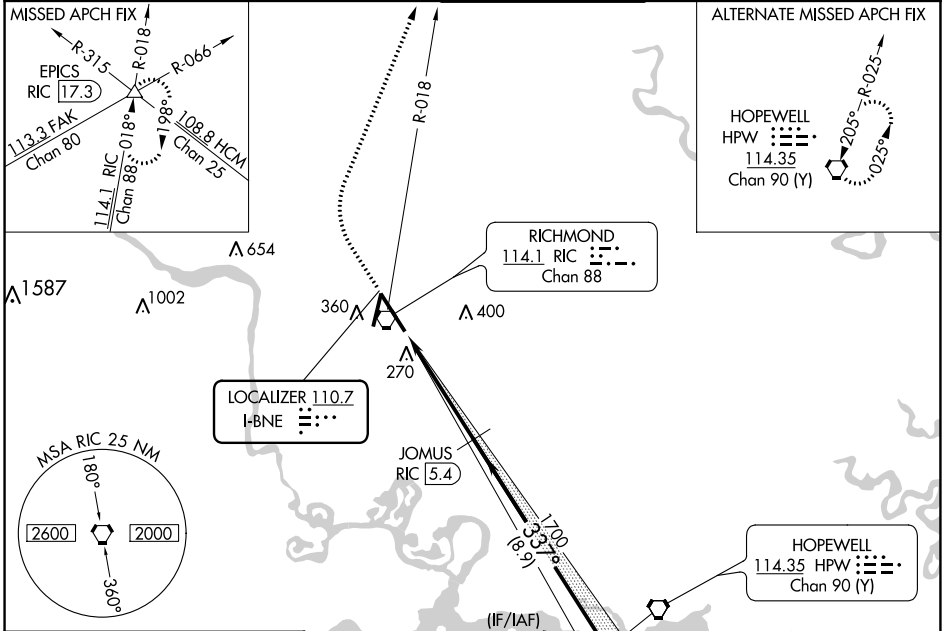 MISSED APCH FIX
R-315
R-018
R-066
EPICS
RIC 17.3
113.3 FAK
Chan 80
018°
198°
108.8 HCM
Chan 25
114.1 RIC
Chan 88
R-018
ALTERNATE MISSED APCH FIX
R-025
HOPEWELL
HPW
114.35
Chan 90 (Y)
205°
025°
654
1587
1002
360
400
270
RICHMOND
114.1 RIC
Chan 88
LOCALIZER 110.7
I-BNE
JOMUS
RIC 5.4
MSA RIC 25 NM
180°
2600
2000
360°
1700
337°
(8.9)
HOPEWELL
114.35 HPW
Chan 90 (Y)
(IF/IAF)